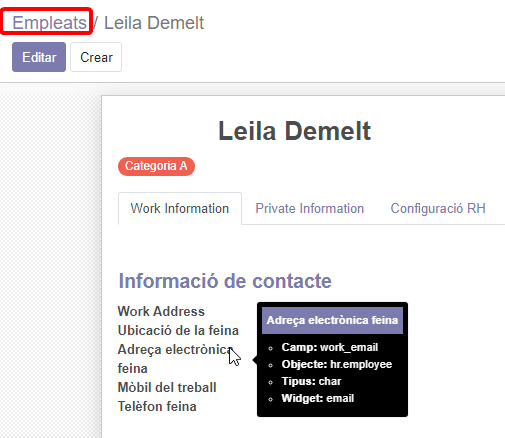 Empleats / Leila Demelt
Editar Crear
Leila Demelt
Categoria A
Work Information Private Information Configuració RH
Informació de contacte
Work Address
Ubicació de la feina
Adreça electrònica
feina
Mòbil del treball
Telèfon feina
Adreça electrònica feina
Camp: work_email
Objecte: hr.employee
Tipus: char
Widget: email